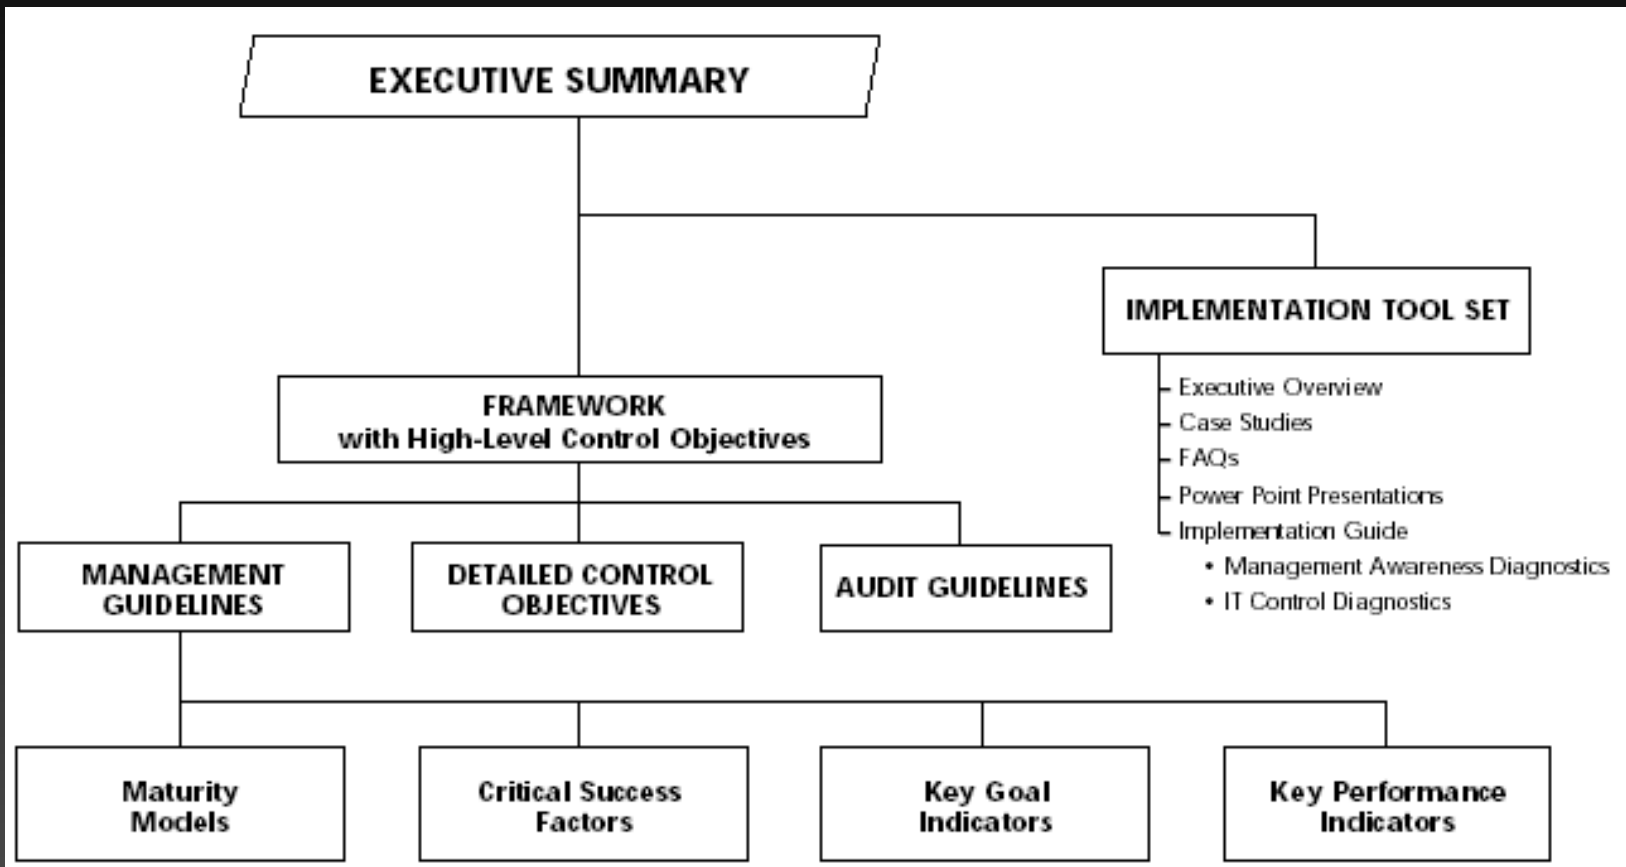 EXECUTIVE SUMMARY
IMPLEMENTATION TOOL SET
Executive Overview
Case Studies
FAQs
Power Point Presentations
Implementation Guide
• Management Awareness Diagnostics
• IT Control Diagnostics
FRAMEWORK
with High-Level Control Objectives
MANAGEMENT
GUIDELINES
DETAILED CONTROL
OBJECTIVES
AUDIT GUIDELINES
Maturity
Models
Critical Success
Factors
Key Goal
Indicators
Key Performance
Indicators